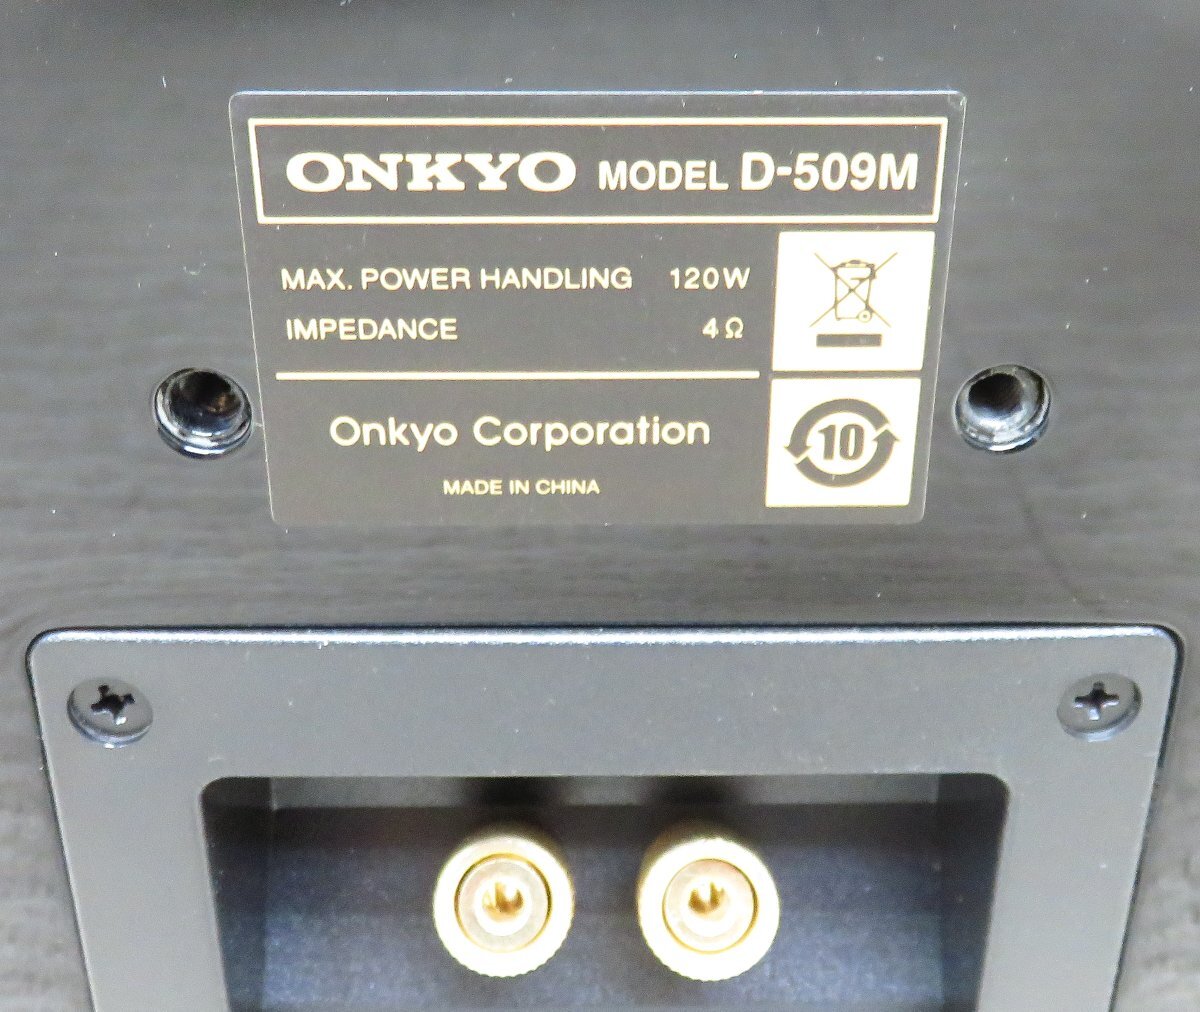 ONKYO MODEL D-509M
MAX. POWER HANDLING 120W
IMPEDANCE 4Ω
Onkyo Corporation
10
MADE IN CHINA